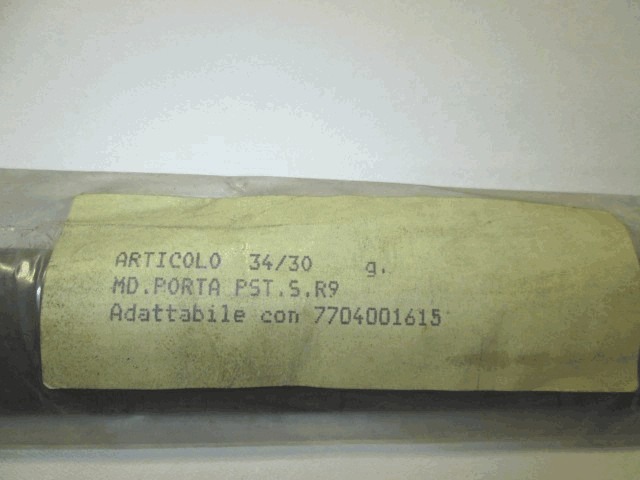 ARTICOLO 34/30 g.
MD.PORTA PST.S.R9
Adattabile con 7704001615